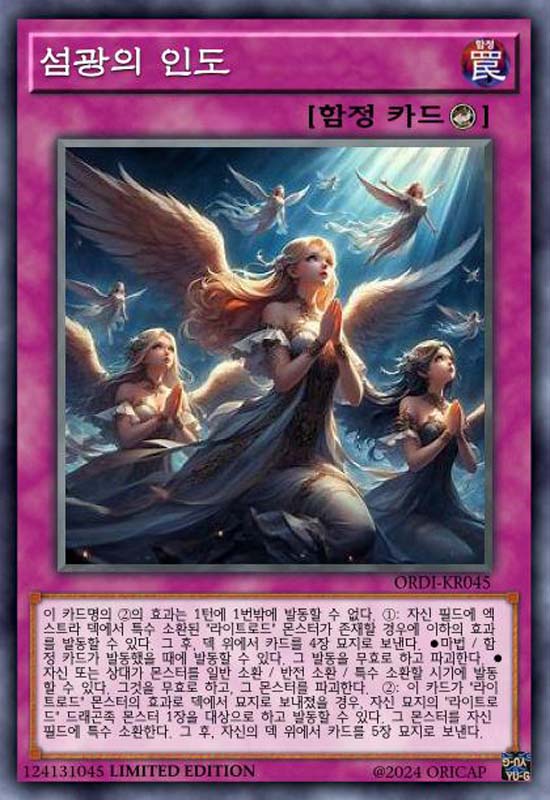 섬광의 인도
함정
罠
[함정 카드]
ORDI-KR045
이 카드명의 ②의 효과는 1턴에 1번밖에 발동할 수 없다. ①: 자신 필드에 엑
스트라 덱에서 특수 소환된 "라이트로드" 몬스터가 존재할 경우에 이하의 효과
를 발동할 수 있다. 그 후, 덱 위에서 카드를 4장 묘지로 보낸다. ●마법 / 함
정 카드가 발동했을 때에 발동할 수 있다. 그 발동을 무효로 하고 파괴한다. ●
자신 또는 상대가 몬스터를 일반 소환 / 반전 소환 / 특수 소환할 시기에 발동
할 수 있다. 그것을 무효로 하고, 그 몬스터를 파괴한다. ②: 이 카드가 "라이
트로드" 몬스터의 효과로 덱에서 묘지로 보내졌을 경우, 자신 묘지의 "라이트로
드" 드래곤족 몬스터 1장을 대상으로 하고 발동할 수 있다. 그 몬스터를 자신
필드에 특수 소환한다. 그 후, 자신의 덱 위에서 카드를 5장 묘지로 보낸다.
124131045 LIMITED EDITION
@2024 ORICAP